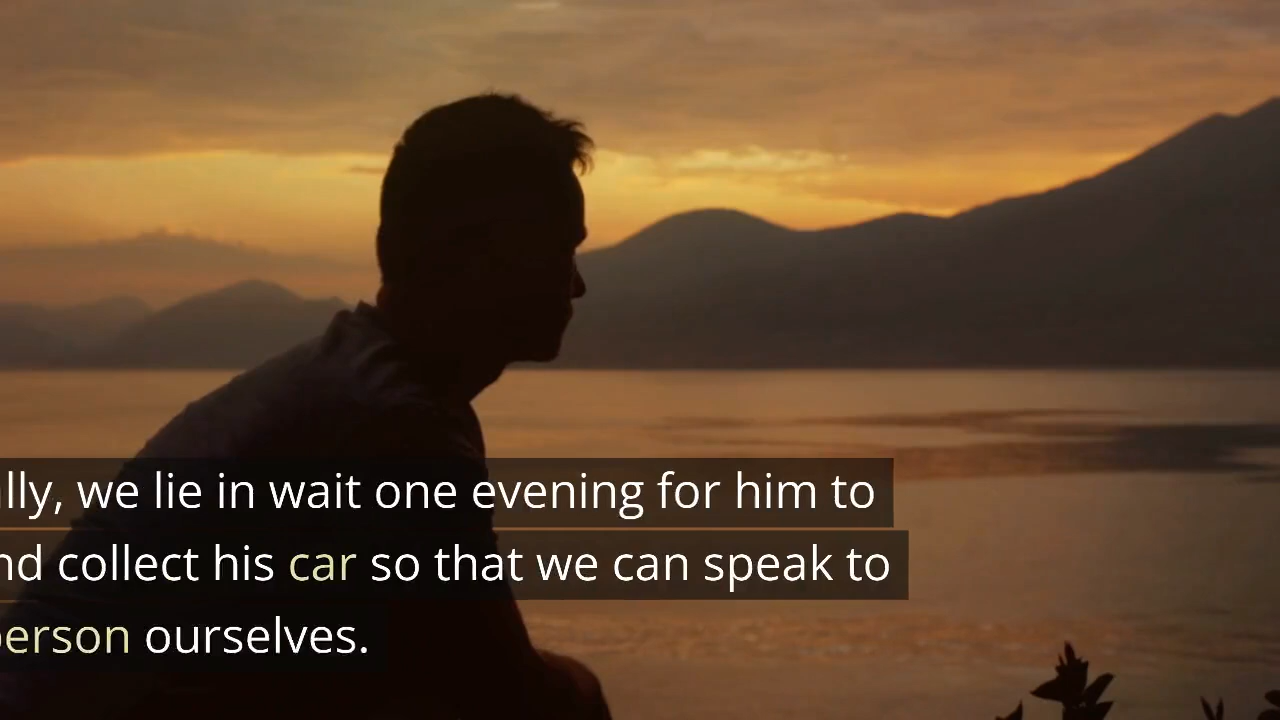 lly, we lie in wait one evening for him to
nd collect his car so that we can speak to
person ourselves.